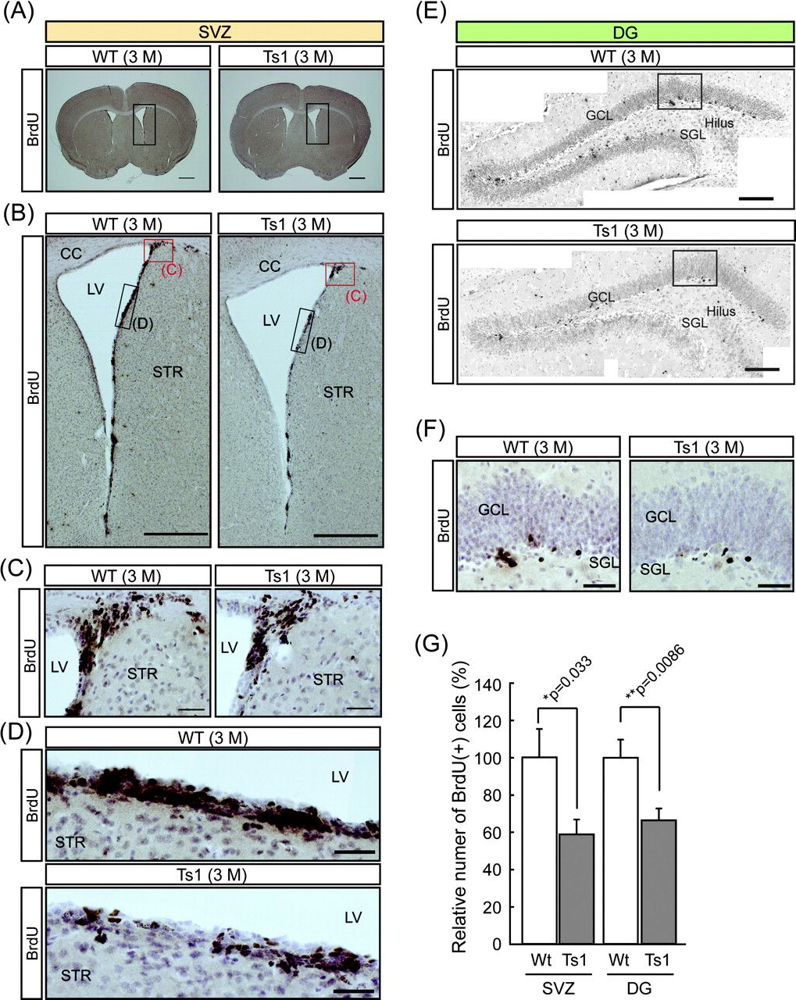 (A)
SVZ
WT (3 M)
Ts1 (3 M)
BrdU
(B)
WT (3 M)
Ts1 (3 M)
BrdU
CC
LV
(C)
(D)
STR
CC
LV
(C)
(D)
STR
(C)
WT (3 M)
Ts1 (3 M)
BrdU
LV
STR
LV
STR
(D)
WT (3 M)
BrdU
LV
STR
Ts1 (3 M)
BrdU
LV
STR
(E)
DG
WT (3 M)
BrdU
GCL
SGL
Hilus
Ts1 (3 M)
BrdU
GCL
SGL
Hilus
(F)
WT (3 M)
Ts1 (3 M)
BrdU
GCL
SGL
GCL
SGL
(G)
Relative numer of BrdU(+) cells (%)
140
120
100
80
60
40
20
0
*p=0.033
**p=0.0086
Wt Ts1 Wt Ts1
SVZ DG